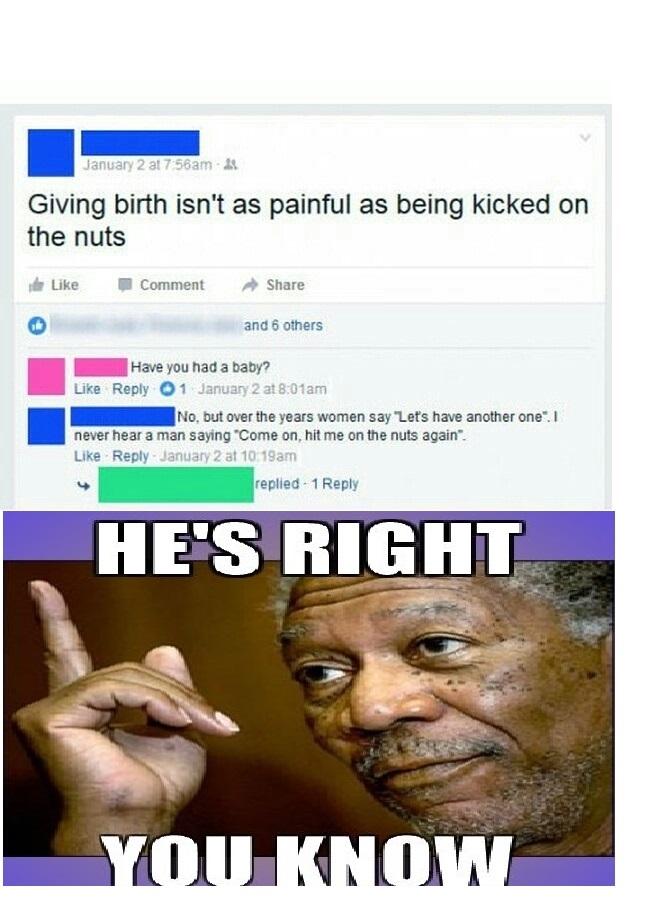 January 2 at 7:56am ·
Giving birth isn't as painful as being kicked on
the nuts
Like Comment Share
and 6 others
Have you had a baby?
Like · Reply · 1 · January 2 at 8:01am
No, but over the years women say "Let's have another one". I
never hear a man saying "Come on, hit me on the nuts again".
Like · Reply · January 2 at 10:19am
replied · 1 Reply
HE'S RIGHT
YOU KNOW